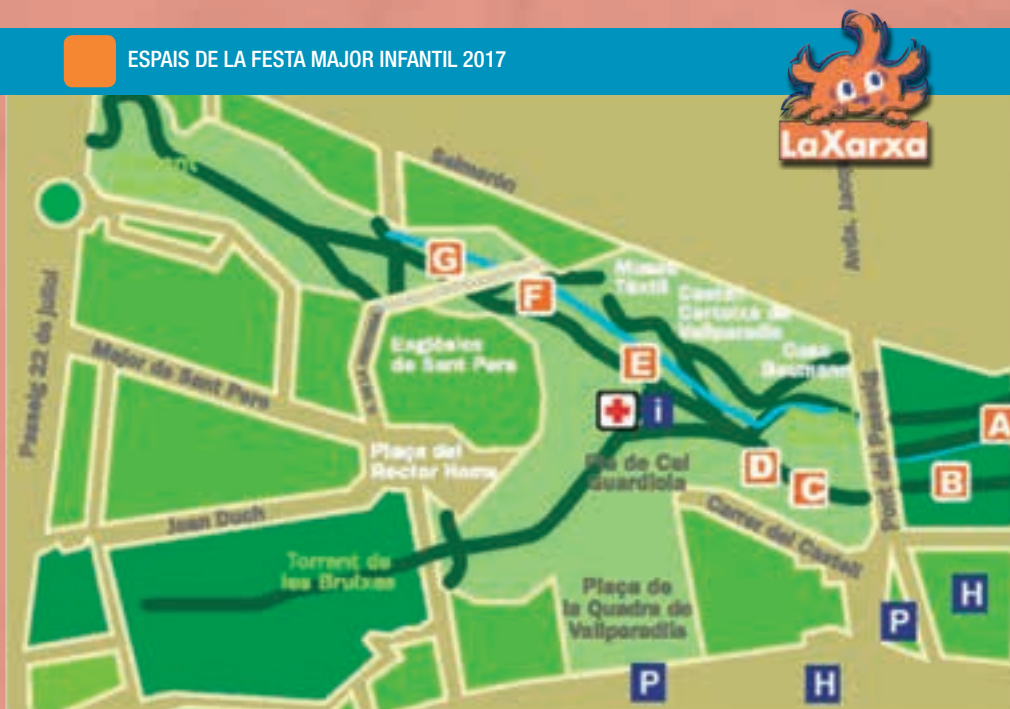 ESPAIS DE LA FESTA MAJOR INFANTIL 2017
LaXarxa
Salmerón
Avda.
G
Museu
Tèxtil
F
Castell
Cartoixa de
Vallparadís
Passeig 22 de juliol
Esglésies
de Sant Pere
E
Casa
Baumann
Major de Sant Pere
i
Pont del Passeig
A
Plaça del
Rector Homs
de Cal
Guardiola
D
C
B
Joan Duch
Carrer del Castell
Torrent de
les Bruixes
Plaça de
la Quadra de
Vallparadís
H
P
P
H